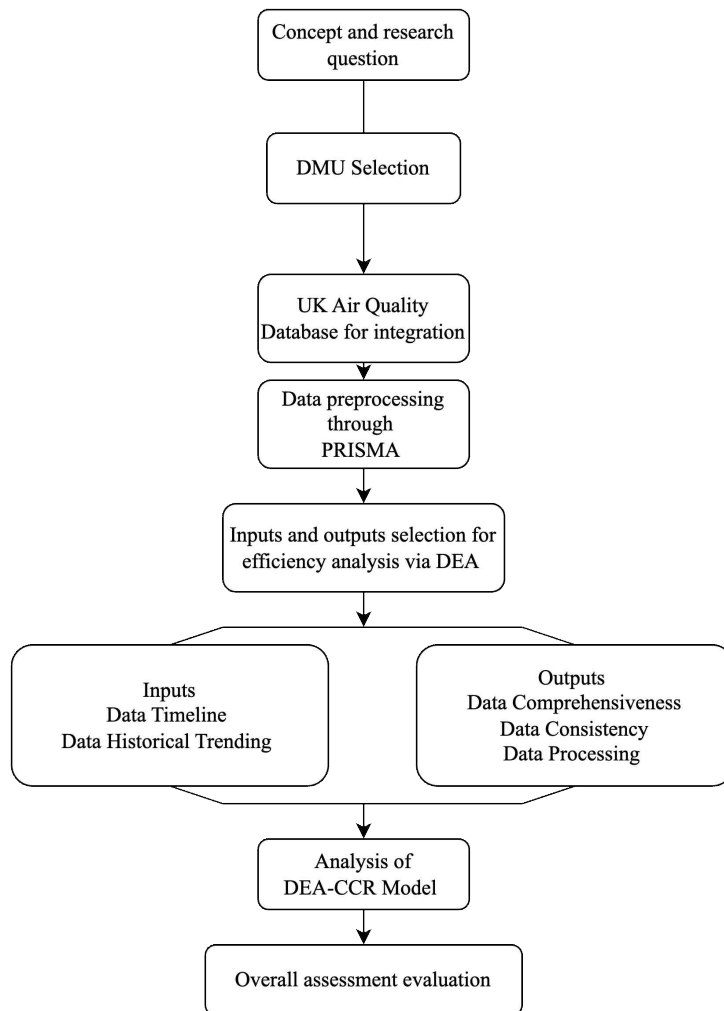 Concept and research
question
DMU Selection
UK Air Quality
Database for integration
Data preprocessing
through
PRISMA
Inputs and outputs selection for
efficiency analysis via DEA
Inputs
Data Timeline
Data Historical Trending
Outputs
Data Comprehensiveness
Data Consistency
Data Processing
Analysis of
DEA-CCR Model
Overall assessment evaluation